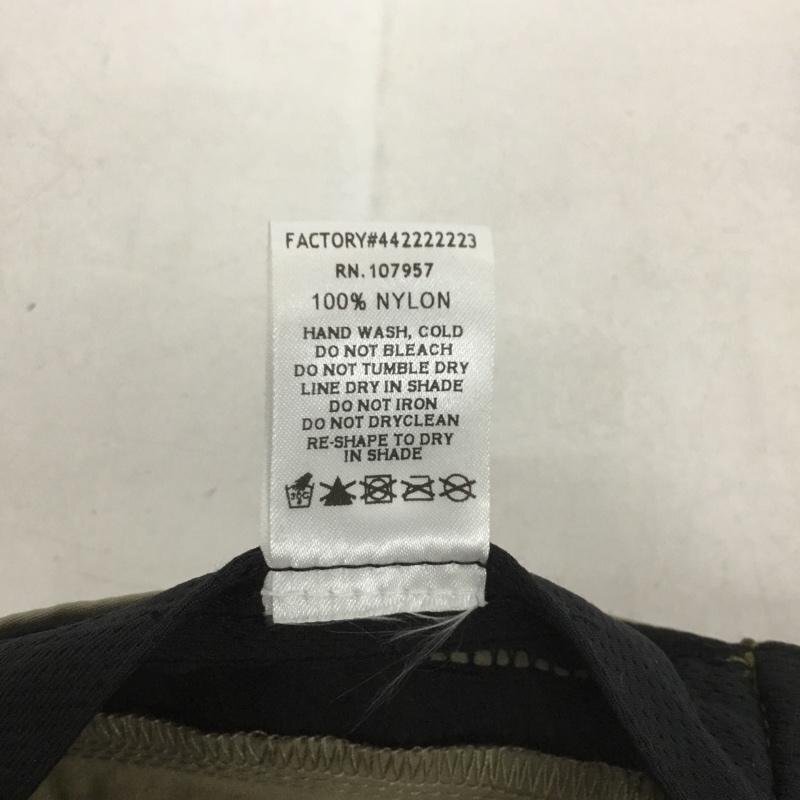 FACTORY#442222223
RN.107957
100% NYLON
HAND WASH, COLD
DO NOT BLEACH
DO NOT TUMBLE DRY
LINE DRY IN SHADE
DO NOT IRON
DO NOT DRYCLEAN
RE-SHAPE TO DRY
IN SHADE
30C